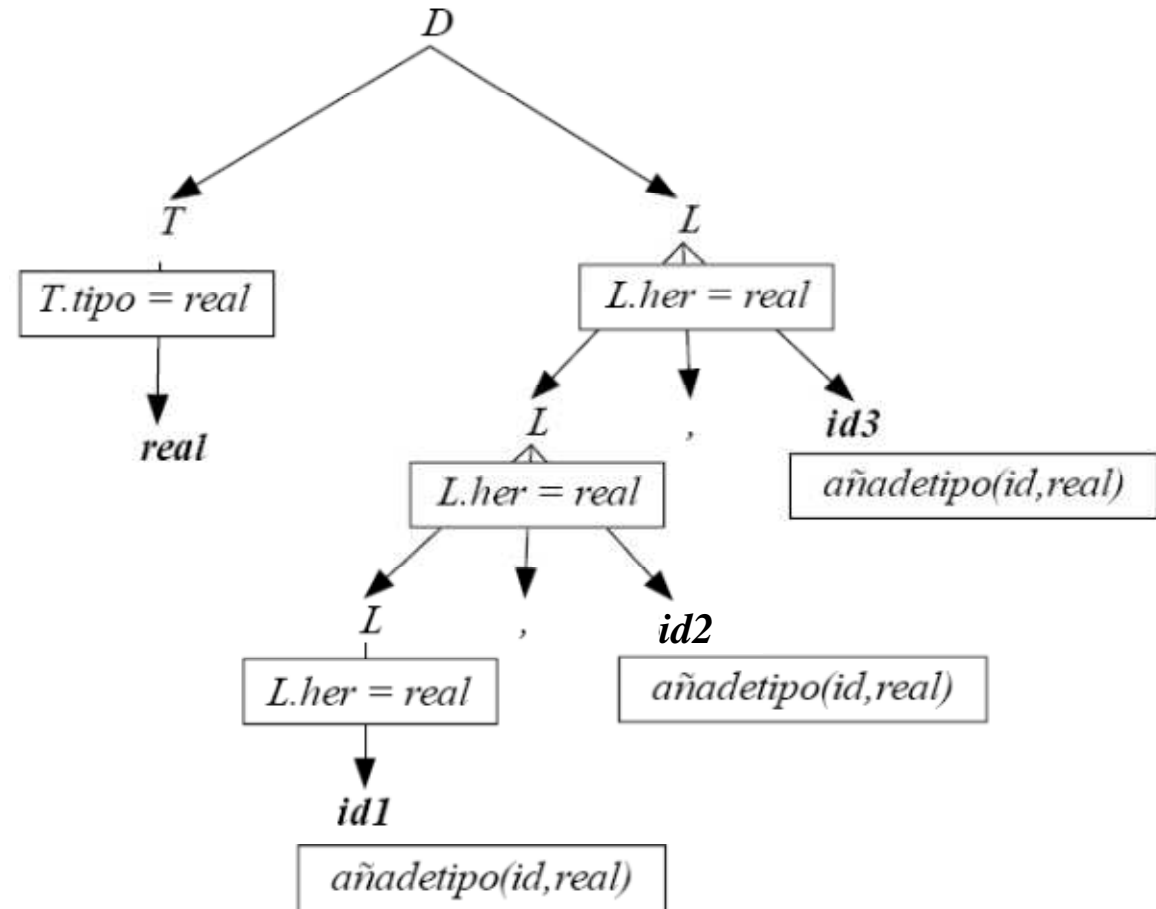 D
T
L
T.tipo = real
L.her = real
real
L
,
id3
L.her = real
añadetipo(id,real)
L
,
id2
L.her = real
añadetipo(id,real)
id1
añadetipo(id,real)